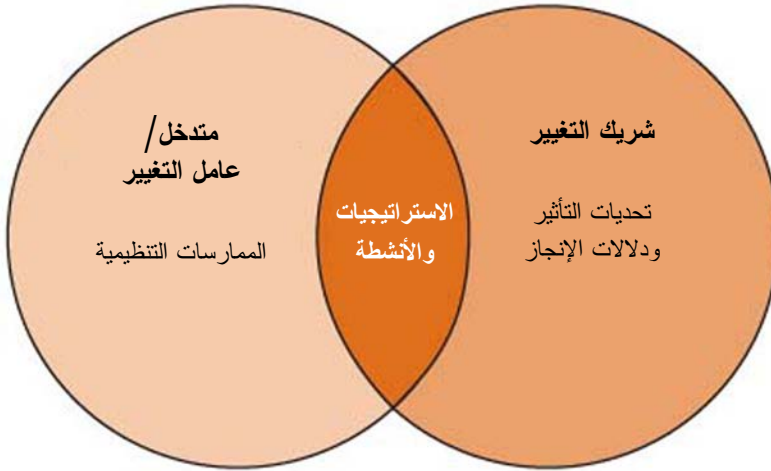 شريك التغيير
تحديات التأثير
ودلالات الإنجاز
الاستراتيجيات
والأنشطة
متدخل/
عامل التغيير
الممارسات التنظيمية